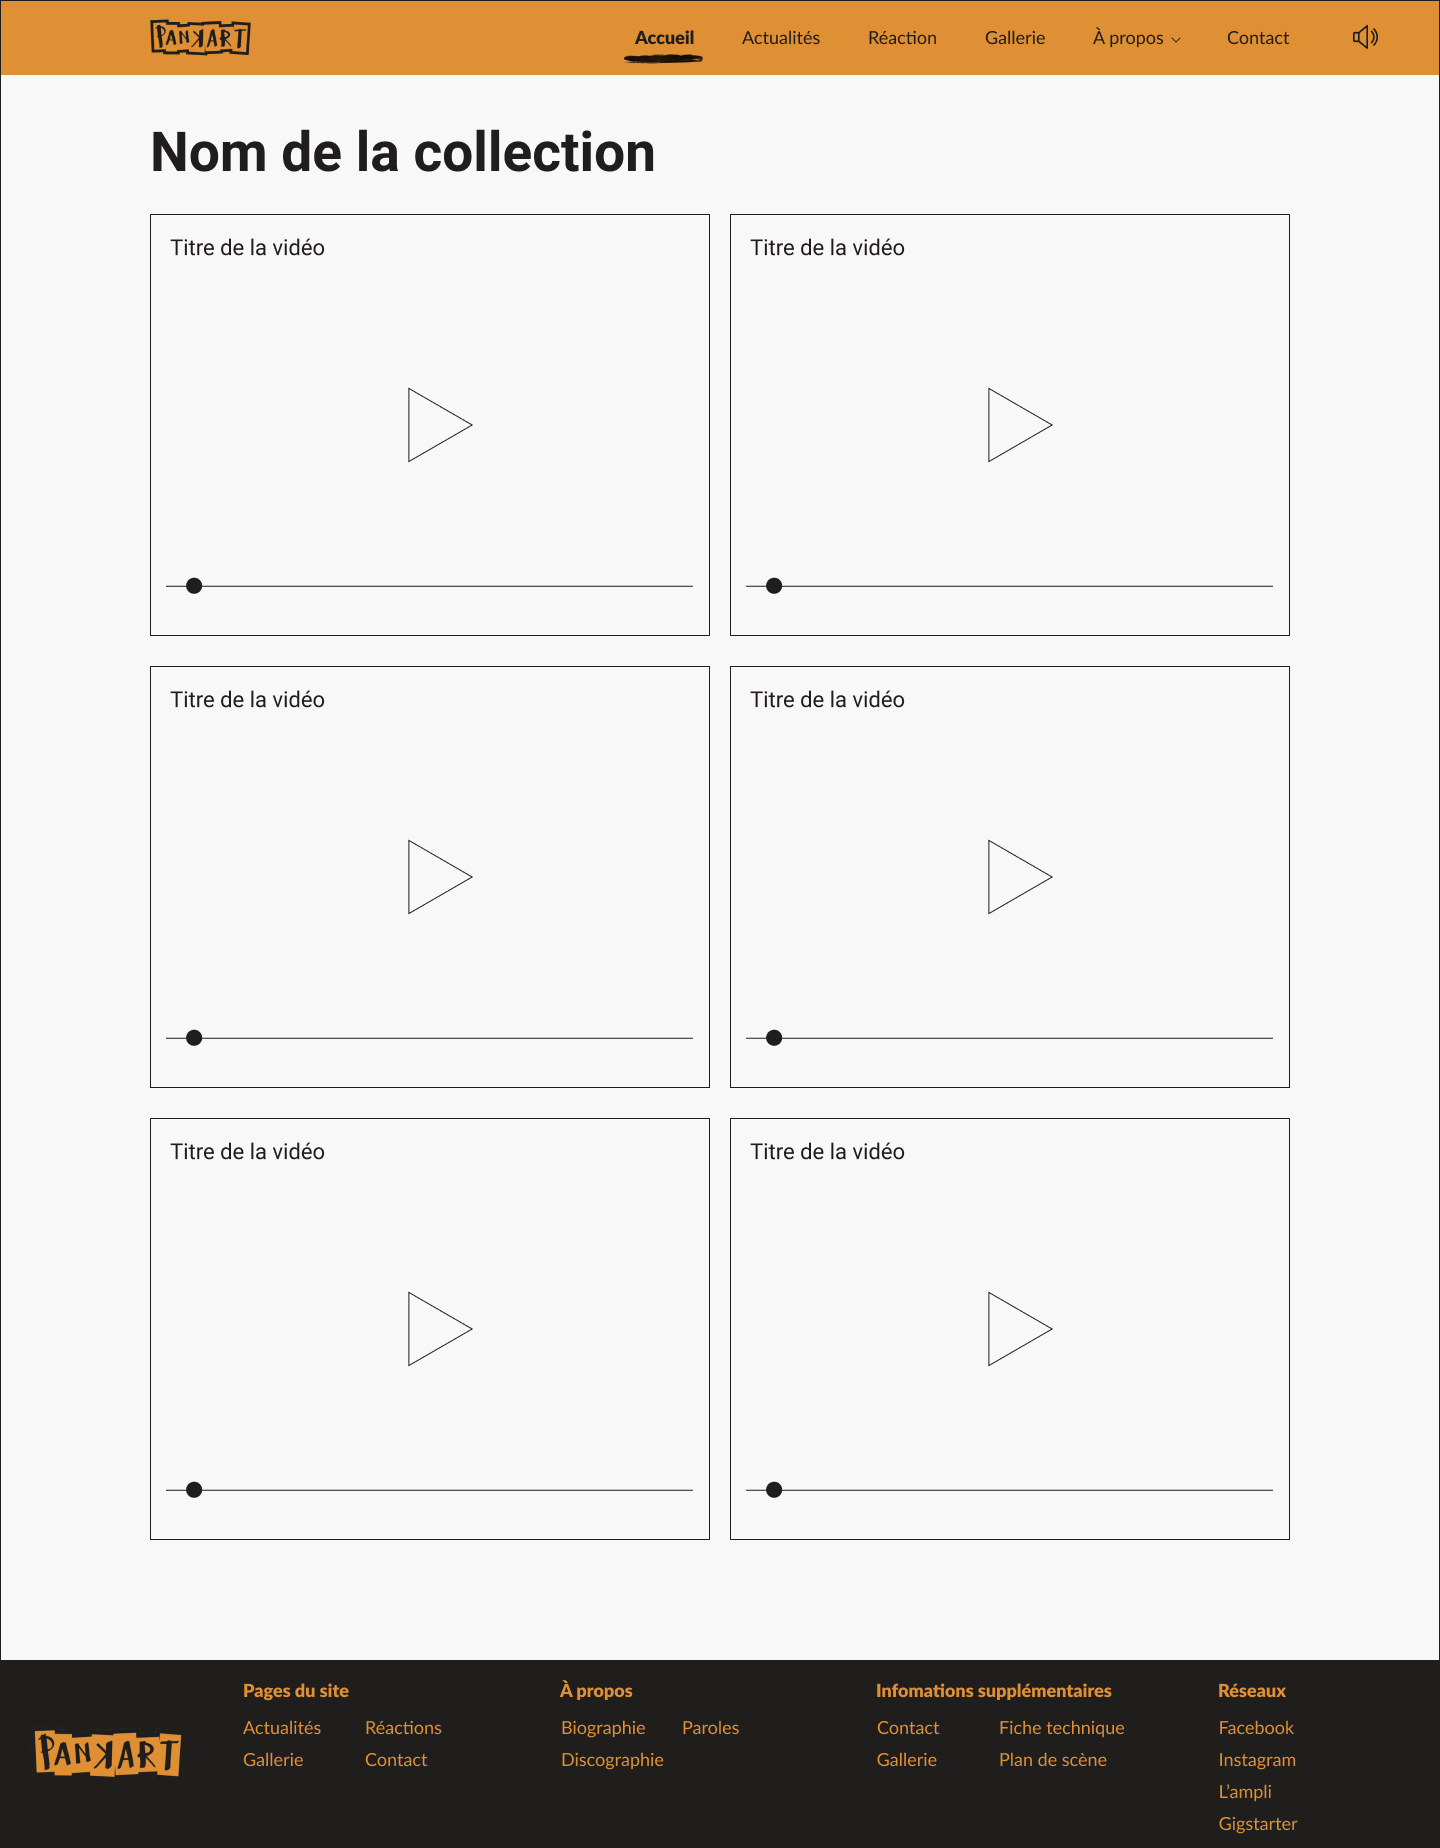 PANKART
Accueil Actualités Réaction Gallerie À propos Contact
Nom de la collection
Titre de la vidéo Titre de la vidéo
Titre de la vidéo Titre de la vidéo
Titre de la vidéo Titre de la vidéo
PANKART
Pages du site
Actualités Réactions
Gallerie Contact
À propos
Biographie Paroles
Discographie
Infomations supplémentaires
Contact Fiche technique
Gallerie Plan de scène
Réseaux
Facebook
Instagram
L’ampli
Gigstarter